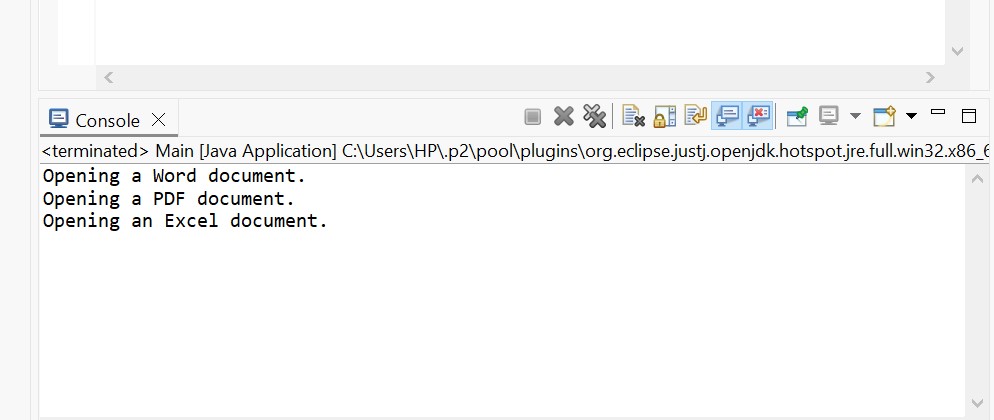 Console
<terminated> Main [Java Application] C:\Users\HP\.p2\pool\plugins\org.eclipse.justj.openjdk.hotspot.jre.full.win32.x86_6
Opening a Word document.
Opening a PDF document.
Opening an Excel document.